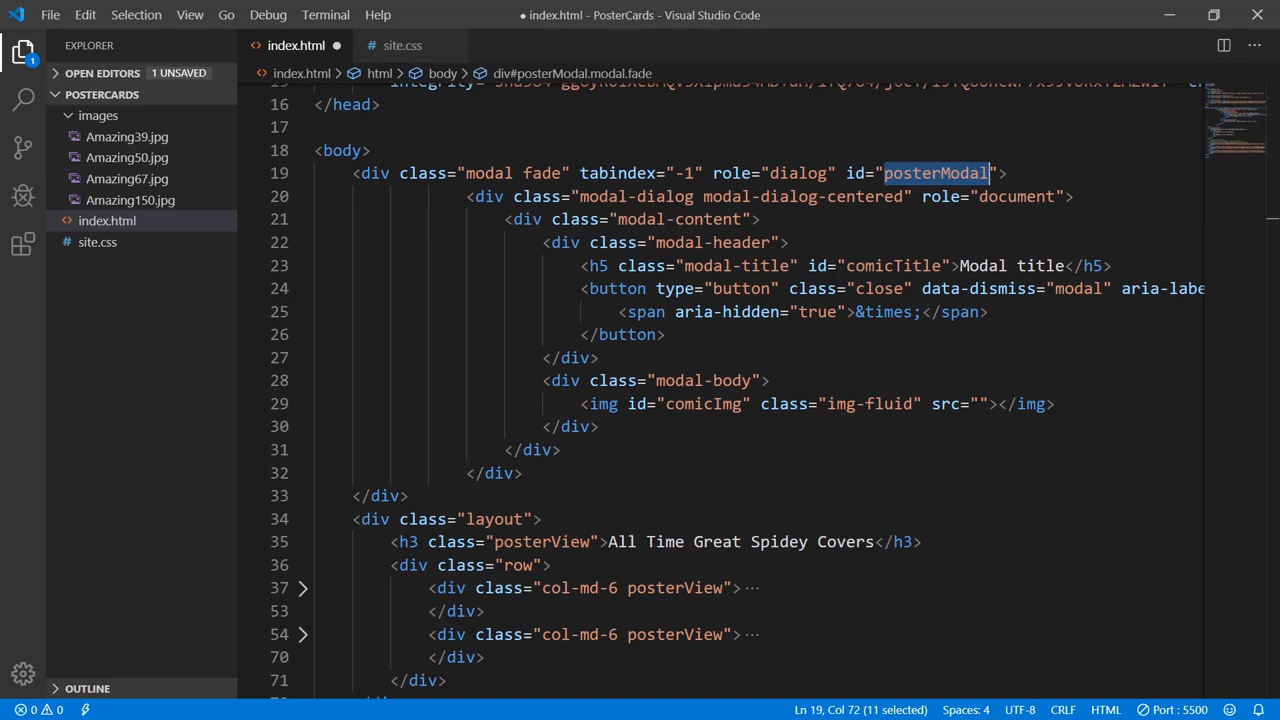 File Edit Selection View Go Debug Terminal Help
● index.html - PosterCards - Visual Studio Code
EXPLORER
index.html ●
# site.css
OPEN EDITORS 1 UNSAVED
index.html > html > body > div#posterModal.modal.fade
1
POSTERCARDS
images
Amazing39.jpg
Amazing50.jpg
Amazing67.jpg
Amazing150.jpg
index.html
# site.css
16 </head>
17
18 <body>
19 <div class="modal fade" tabindex="-1" role="dialog" id="posterModal">
20 <div class="modal-dialog modal-dialog-centered" role="document">
21 <div class="modal-content">
22 <div class="modal-header">
23 <h5 class="modal-title" id="comicTitle">Modal title</h5>
24 <button type="button" class="close" data-dismiss="modal" aria-labe
25 <span aria-hidden="true">&times;</span>
26 </button>
27 </div>
28 <div class="modal-body">
29 <img id="comicImg" class="img-fluid" src=""></img>
30 </div>
31 </div>
32 </div>
33 </div>
34 <div class="layout">
35 <h3 class="posterView">All Time Great Spidey Covers</h3>
36 <div class="row">
37 <div class="col-md-6 posterView">···
53 </div>
54 <div class="col-md-6 posterView">···
70 </div>
71 </div>
OUTLINE
0 0 Ln 19, Col 72 (11 selected) Spaces: 4 UTF-8 CRLF HTML Port : 5500